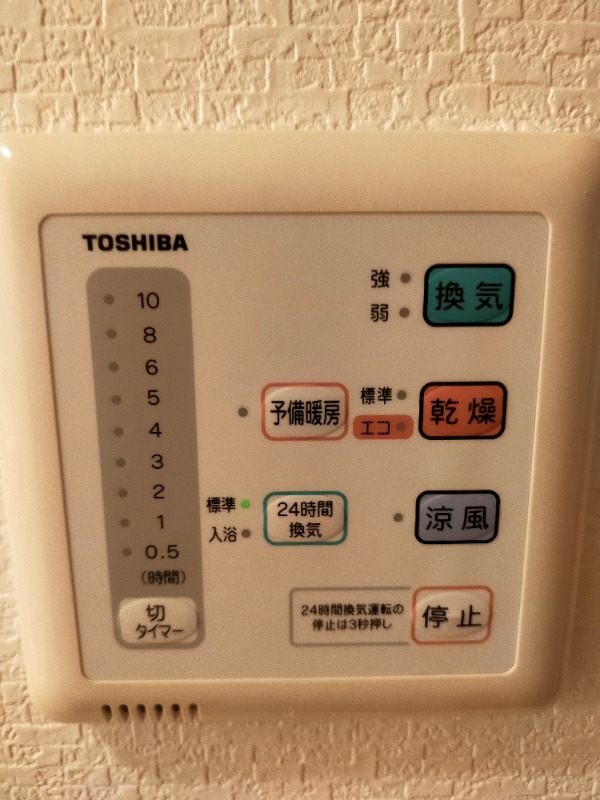 TOSHIBA
10
8
6
5
4
3
2
1
0.5
(時間)
切
タイマー
強
弱
換気
予備暖房
標準
エコ
乾燥
標準
入浴
24時間
換気
涼風
24時間換気運転の
停止は3秒押し
停止